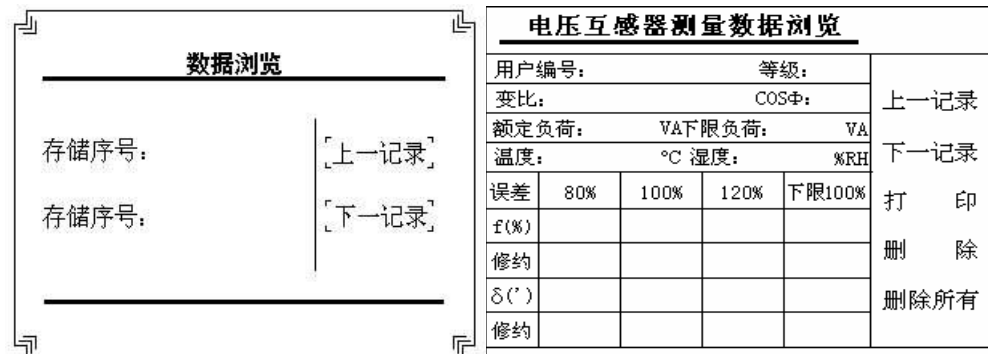 数据浏览
存储序号:
上一记录
存储序号:
下一记录
电压互感器测量数据浏览
用户编号: 等级:
变比: COSΦ:
额定负荷: VA下限负荷: VA
温度: °C 湿度: %RH
误差 80% 100% 120% 下限100%
f(%)
修约
δ(')
修约
上一记录
下一记录
打 印
删 除
删除所有